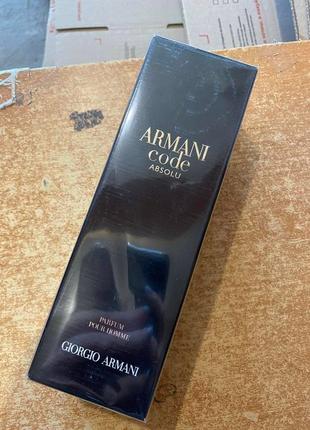 ARMANI
code
ABSOLU
PARFUM
POUR HOMME
GIORGIO ARMANI